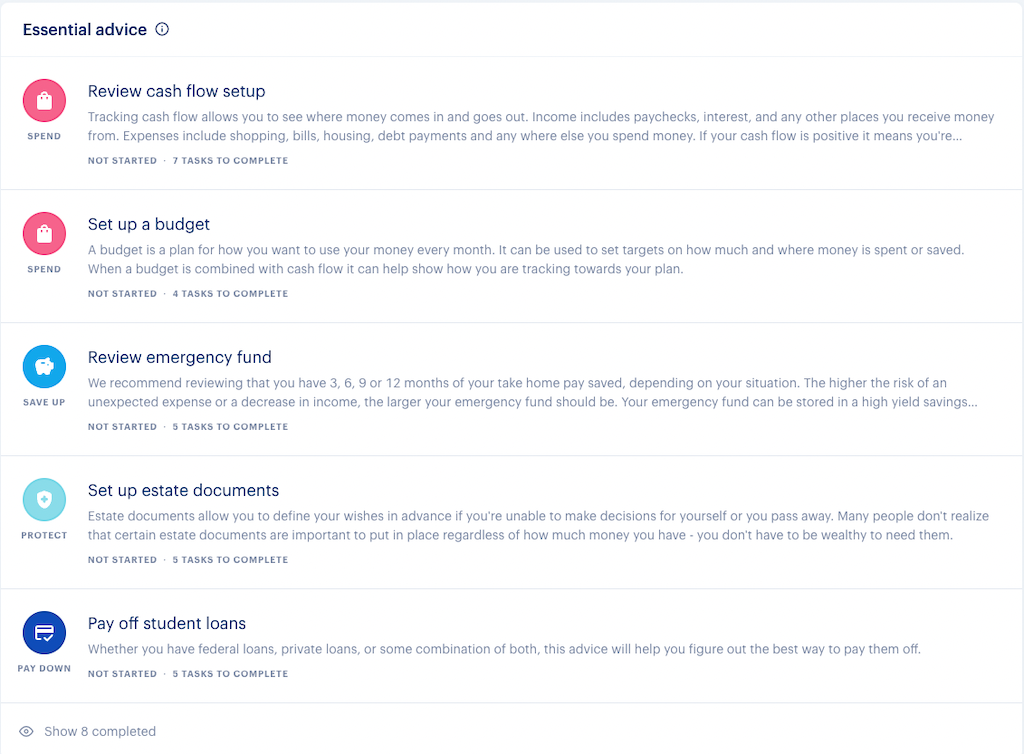 Essential advice
Review cash flow setup
Tracking cash flow allows you to see where money comes in and goes out. Income includes paychecks, interest, and any other places you receive money
from. Expenses include shopping, bills, housing, debt payments and any where else you spend money. If your cash flow is positive it means you're...
SPEND
NOT STARTED · 7 TASKS TO COMPLETE
Set up a budget
A budget is a plan for how you want to use your money every month. It can be used to set targets on how much and where money is spent or saved.
When a budget is combined with cash flow it can help show how you are tracking towards your plan.
SPEND
NOT STARTED · 4 TASKS TO COMPLETE
Review emergency fund
We recommend reviewing that you have 3, 6, 9 or 12 months of your take home pay saved, depending on your situation. The higher the risk of an
unexpected expense or a decrease in income, the larger your emergency fund should be. Your emergency fund can be stored in a high yield savings...
SAVE UP
NOT STARTED · 5 TASKS TO COMPLETE
Set up estate documents
Estate documents allow you to define your wishes in advance if you're unable to make decisions for yourself or you pass away. Many people don't realize
that certain estate documents are important to put in place regardless of how much money you have - you don't have to be wealthy to need them.
PROTECT
NOT STARTED · 5 TASKS TO COMPLETE
Pay off student loans
Whether you have federal loans, private loans, or some combination of both, this advice will help you figure out the best way to pay them off.
PAY DOWN
NOT STARTED · 5 TASKS TO COMPLETE
Show 8 completed